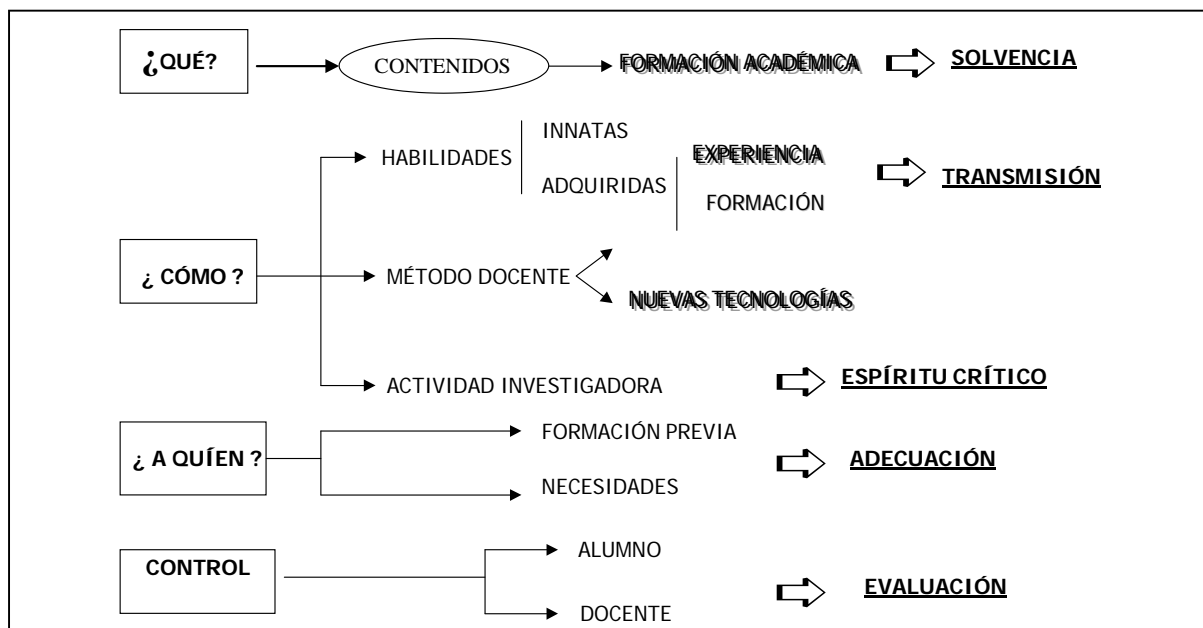 ¿QUÉ?
CONTENIDOS
FORMACIÓN ACADÉMICA
SOLVENCIA
HABILIDADES
INNATAS
ADQUIRIDAS
EXPERIENCIA
FORMACIÓN
TRANSMISIÓN
¿ CÓMO ?
MÉTODO DOCENTE
NUEVAS TECNOLOGÍAS
ACTIVIDAD INVESTIGADORA
ESPÍRITU CRÍTICO
¿ A QUÍEN ?
FORMACIÓN PREVIA
NECESIDADES
ADECUACIÓN
CONTROL
ALUMNO
DOCENTE
EVALUACIÓN